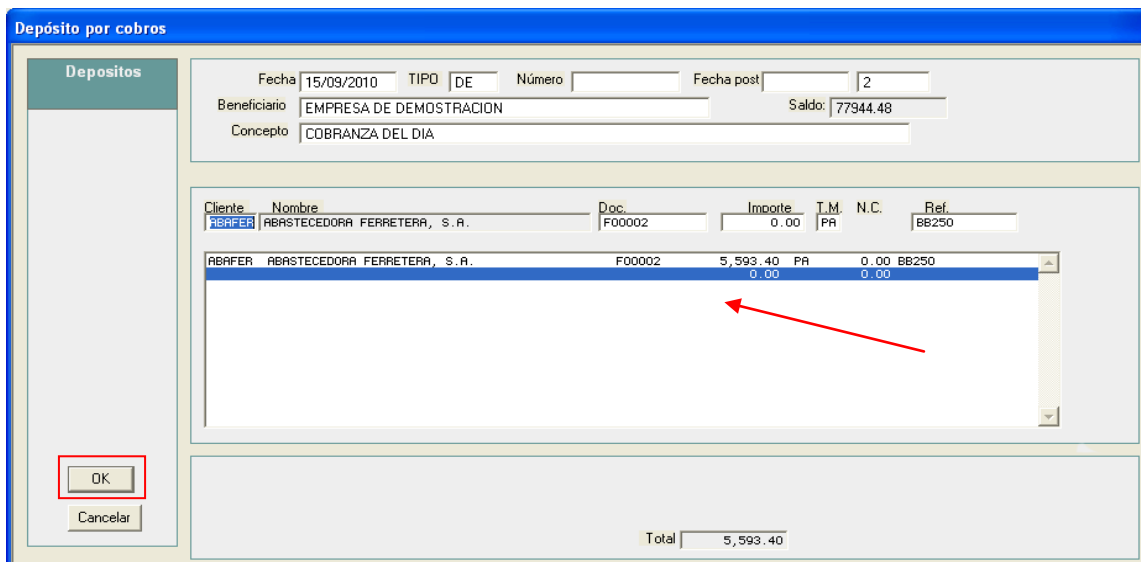 Depósito por cobros
Depositos
Fecha 15/09/2010 TIPO DE Número Fecha post 2
Beneficiario EMPRESA DE DEMOSTRACION Saldo: 77944.48
Concepto COBRANZA DEL DIA
Cliente Nombre Doc. Importe T.M. N.C. Ref.
ABAFER ABASTECEDORA FERRETERA, S.A. F00002 0.00 PA BB250
ABAFER ABASTECEDORA FERRETERA, S.A. F00002 5,593.40 PA 0.00 BB250
0.00 0.00
OK
Cancelar
Total 5,593.40